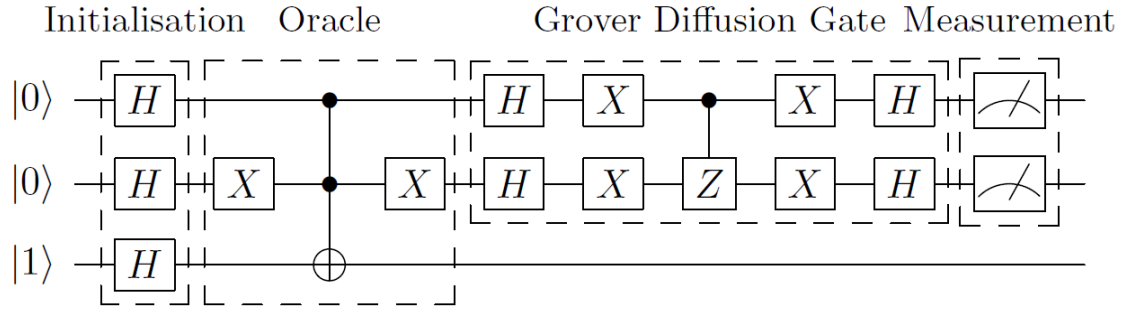 Initialisation Oracle Grover Diffusion Gate Measurement
|0⟩ H H X X H
|0⟩ H X X H X Z X H
|1⟩ H